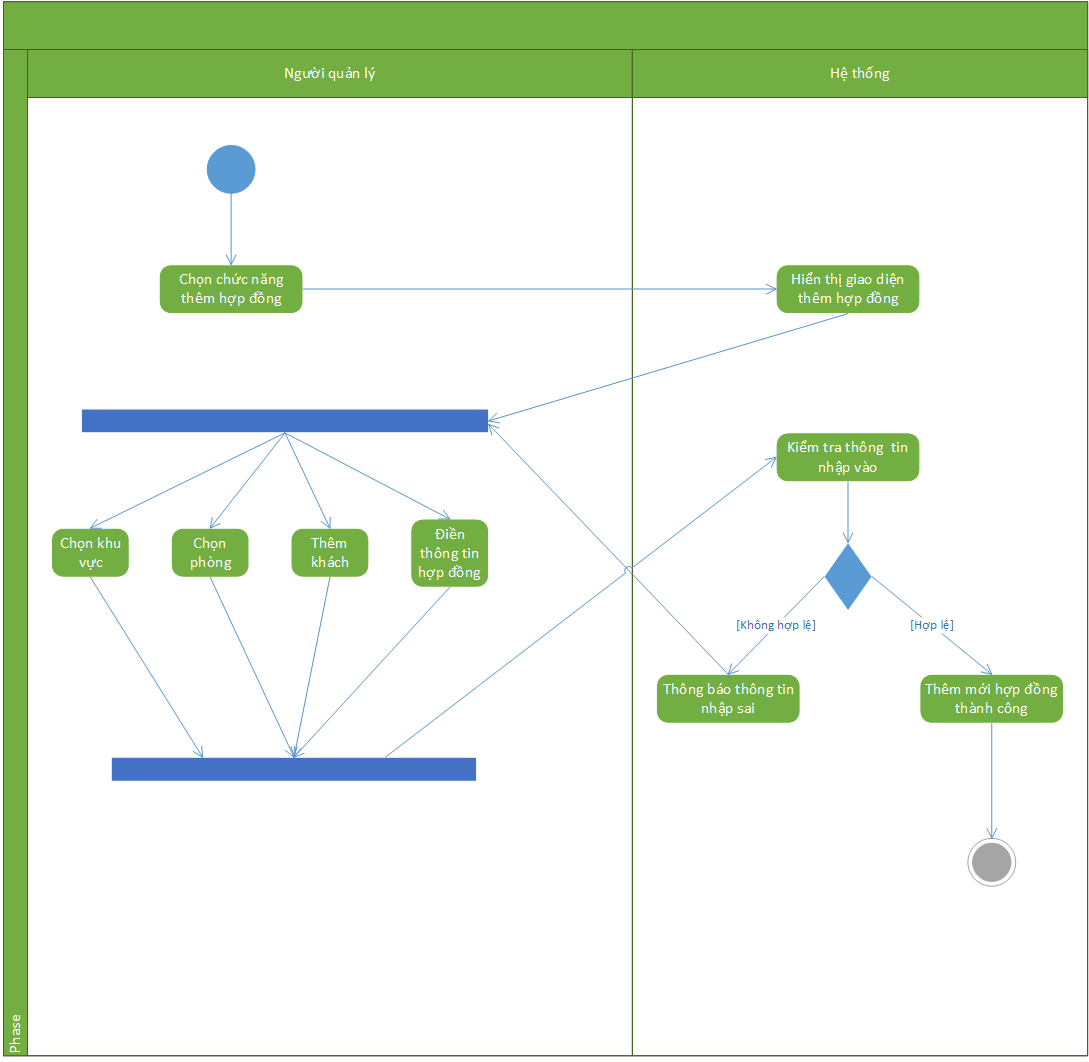 Người quản lý
Hệ thống
Chọn chức năng
thêm hợp đồng
Hiển thị giao diện
thêm hợp đồng
Kiểm tra thông tin
nhập vào
Chọn khu
vực
Chọn
phòng
Thêm
khách
Điền
thông tin
hợp đồng
[Không hợp lệ]
[Hợp lệ]
Thông báo thông tin
nhập sai
Thêm mới hợp đồng
thành công
Phase